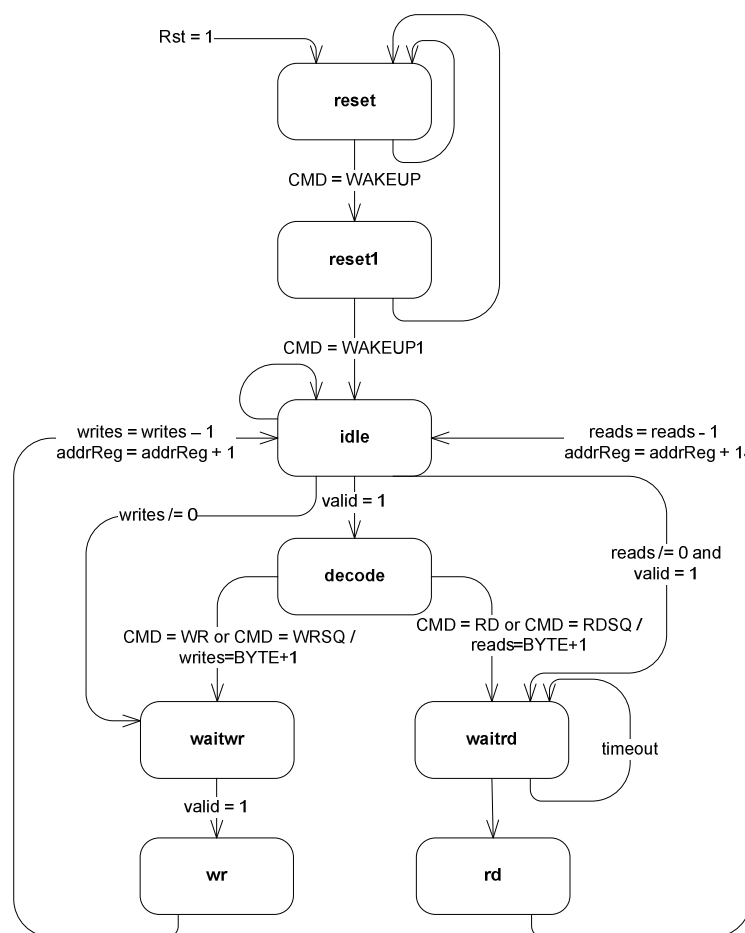 Rst = 1
reset
CMD = WAKEUP
reset1
CMD = WAKEUP1
writes = writes – 1
addrReg = addrReg + 1
idle
reads = reads - 1
addrReg = addrReg + 1
writes /= 0
valid = 1
reads /= 0 and
valid = 1
decode
CMD = WR or CMD = WRSQ /
writes=BYTE+1
CMD = RD or CMD = RDSQ /
reads=BYTE+1
waitwr
waitrd
timeout
valid = 1
wr
rd